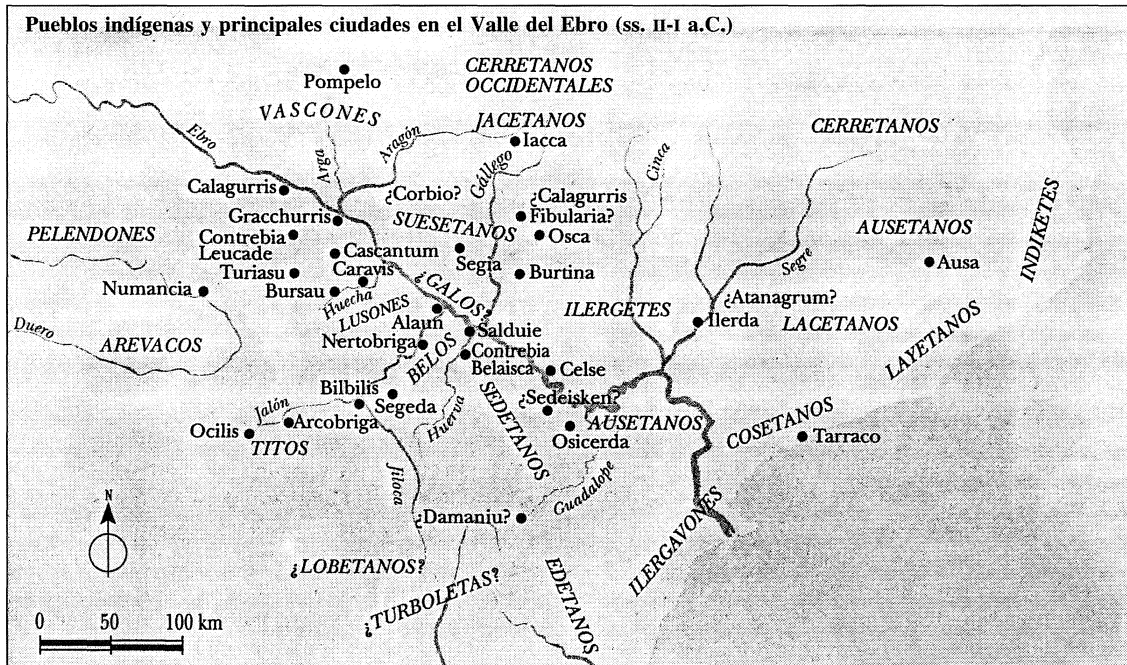 Pueblos indígenas y principales ciudades en el Valle del Ebro (ss. II-I a.C.)
Pompelo
CERRETANOS
OCCIDENTALES
VASCONES
JACETANOS
CERRETANOS
Ebro
Arga
Aragón
Iacca
Gállego
Cinca
Calagurris
¿Corbio?
¿Calagurris
Fibularia?
Gracchurris
SUESETANOS
PELENDONES
Contrebia
Leucade
Osca
AUSETANOS
INDIKETES
Cascantum
Segia
Ausa
Turiasu
Caravis
Burtina
Segre
Numancia
Bursau
Huecha
¿GALOS?
LUSONES
ILERGETES
¿Atanagrum?
Alaun
Ilerda
LACETANOS
Duero
AREVACOS
Nertobriga
Salduie
LAYETANOS
BELOS
Contrebia
Belaisca
Celse
Bilbilis
Segeda
SEDETANOS
¿Sedeisken?
Jalón
Huerva
Arcobriga
AUSETANOS
COSETANOS
Ocilis
TITOS
Osicerda
Tarraco
Jiloca
Guadalope
¿Damaniu?
ILERGAVONES
N
¿LOBETANOS?
¿TURBOLETAS?
EDETANOS
0 50 100 km